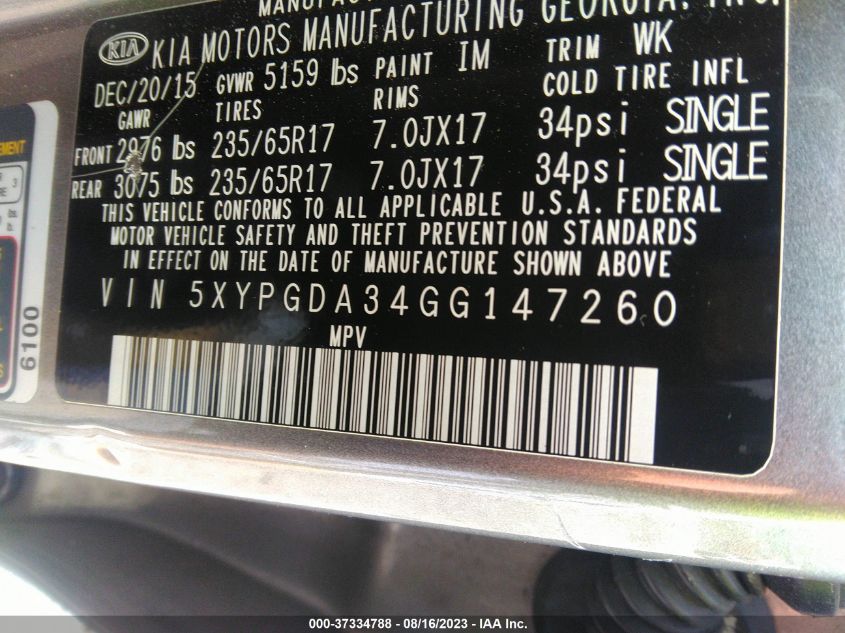 KIA KIA MOTORS MANUFACTURING GEORGIA, INC.
DEC/20/15 GVWR 5159 lbs PAINT IM TRIM WK
GAWR TIRES RIMS COLD TIRE INFL
FRONT 2976 lbs 235/65R17 7.0JX17 34psi SINGLE
REAR 3075 lbs 235/65R17 7.0JX17 34psi SINGLE
THIS VEHICLE CONFORMS TO ALL APPLICABLE U.S.A. FEDERAL
MOTOR VEHICLE SAFETY AND THEFT PREVENTION STANDARDS
IN EFFECT ON THE DATE OF MANUFACTURE SHOWN ABOVE
VIN 5XYPGDA34GG147260
MPV
6100
000-37334788 - 08/16/2023 - IAA Inc.